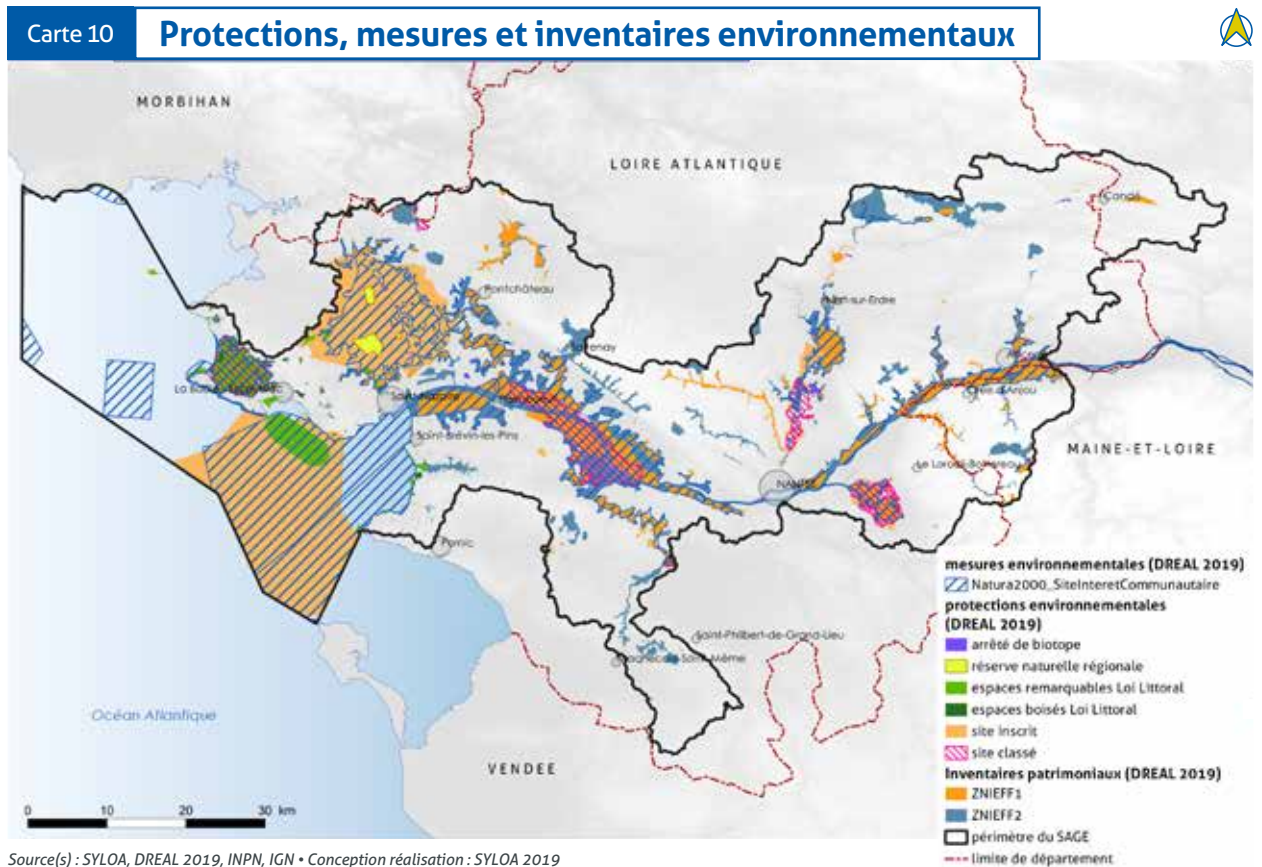 Carte 10
Protections, mesures et inventaires environnementaux
MORBIHAN
LOIRE ATLANTIQUE
Candé
Pontchâteau
Nort-sur-Erdre
Savenay
Saint-Nazaire
Saint-Brévin-les-Pins
MAINE-ET-LOIRE
NANTES
Pornic
Saint-Philbert-de-Grand-Lieu
Océan Atlantique
VENDEE
mesures environnementales (DREAL 2019)
Natura2000_SiteInteretCommunautaire
protections environnementales
(DREAL 2019)
arrêté de biotope
réserve naturelle régionale
espaces remarquables Loi Littoral
espaces boisés Loi Littoral
site inscrit
site classé
Inventaires patrimoniaux (DREAL 2019)
ZNIEFF1
ZNIEFF2
périmètre du SAGE
limite de département
0 10 20 30 km
Source(s) : SYLOA, DREAL 2019, INPN, IGN • Conception réalisation : SYLOA 2019